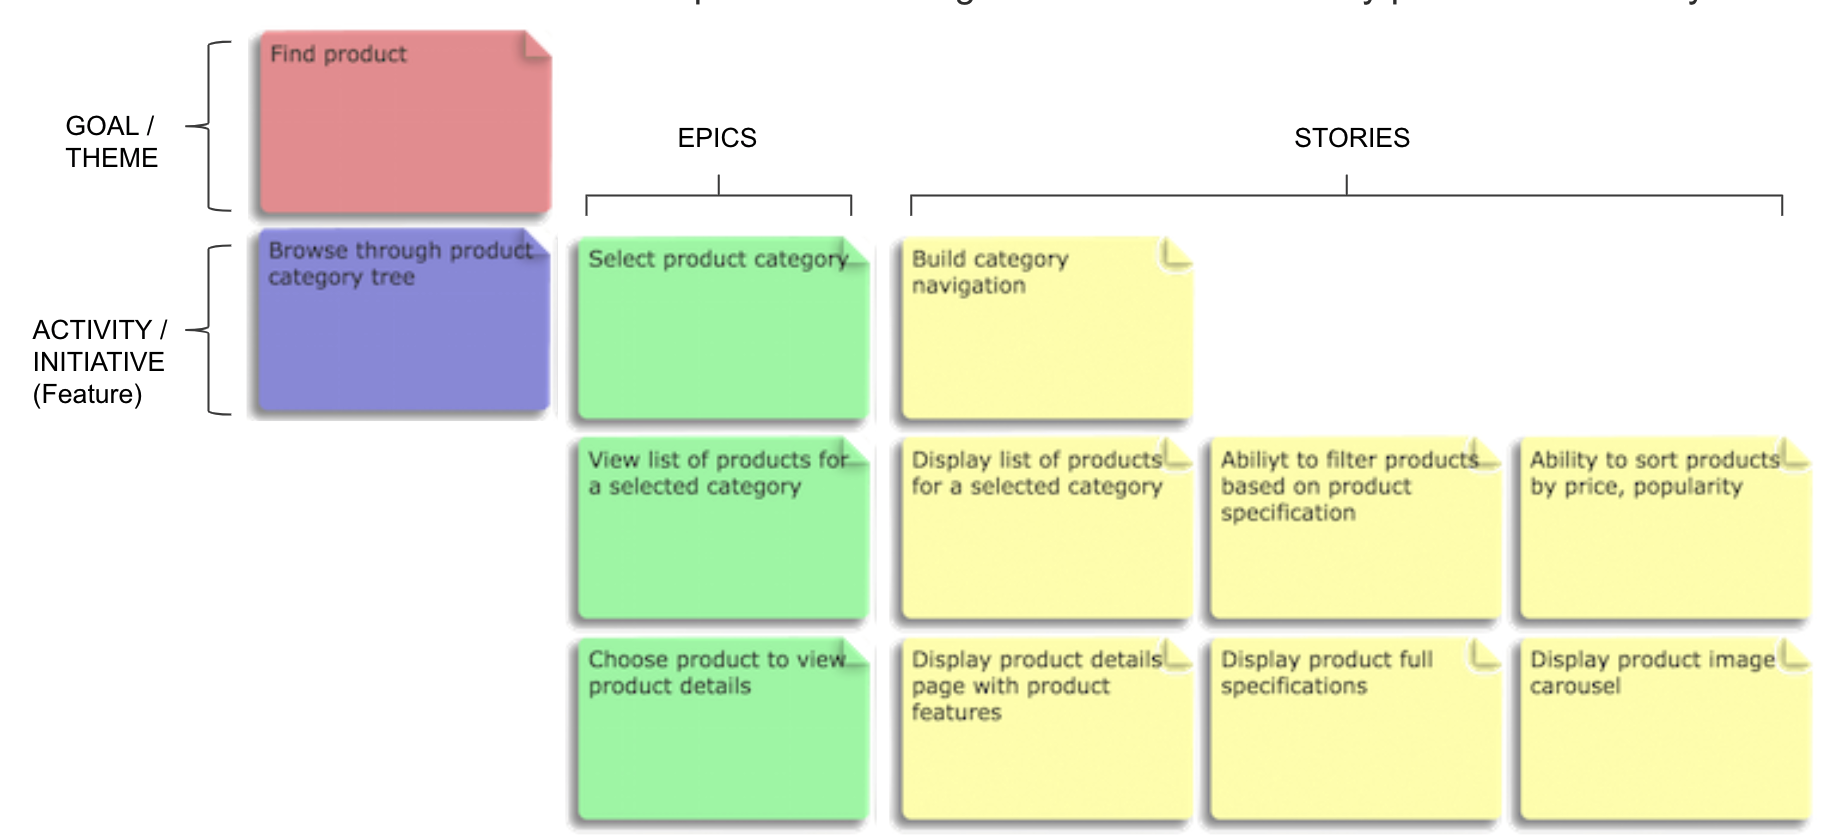 Find product
GOAL /
THEME
EPICS
STORIES
Browse through product
category tree
ACTIVITY /
INITIATIVE
(Feature)
Select product category
Build category
navigation
View list of products for
a selected category
Display list of products
for a selected category
Abiliyt to filter products
based on product
specification
Ability to sort products
by price, popularity
Choose product to view
product details
Display product details
page with product
features
Display product full
specifications
Display product image
carousel